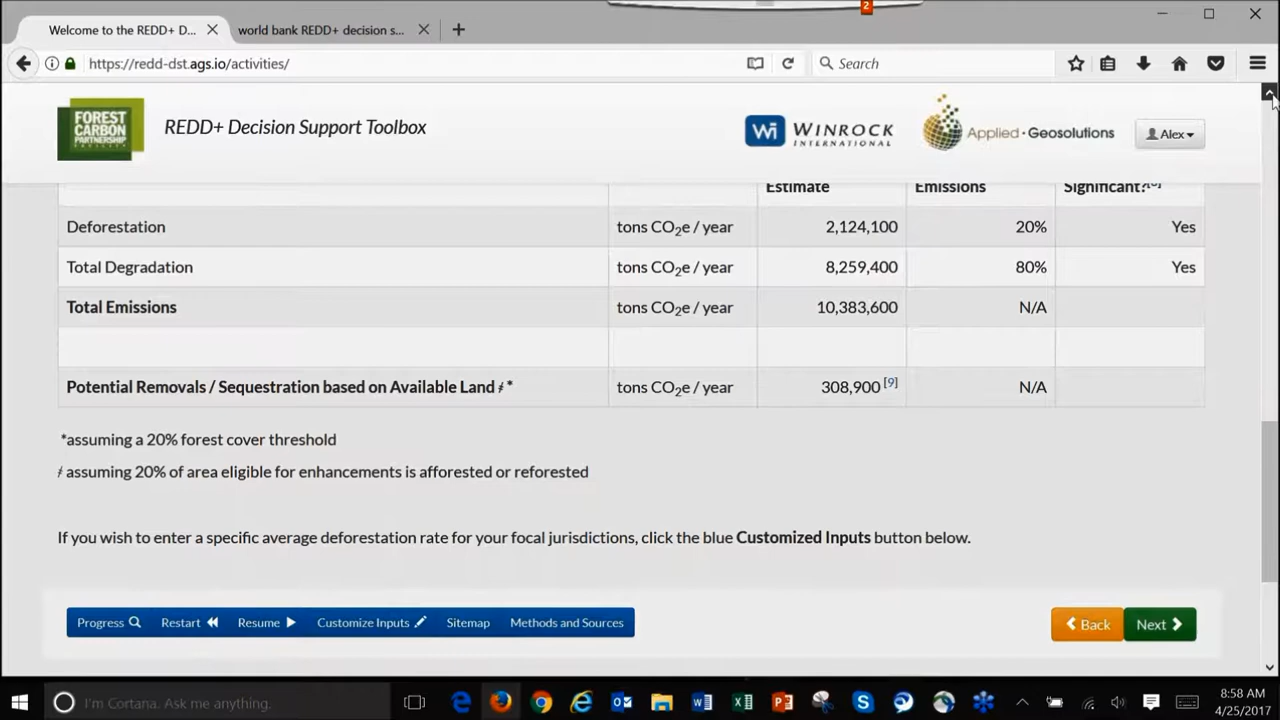 2
Welcome to the REDD+ D...
world bank REDD+ decision s...
https://redd-dst.ags.io/activities/
Search
FOREST
CARBON
PARTNERSHIP
REDD+ Decision Support Toolbox
Wi WINROCK
INTERNATIONAL
Applied · Geosolutions
Alex
Estimate Emissions Significant?
Deforestation tons CO2e / year 2,124,100 20% Yes
Total Degradation tons CO2e / year 8,259,400 80% Yes
Total Emissions tons CO2e / year 10,383,600 N/A
Potential Removals / Sequestration based on Available Land ≠ * tons CO2e / year 308,900 [9] N/A
*assuming a 20% forest cover threshold
≠ assuming 20% of area eligible for enhancements is afforested or reforested
If you wish to enter a specific average deforestation rate for your focal jurisdictions, click the blue Customized Inputs button below.
Progress Restart Resume Customize Inputs Sitemap Methods and Sources
Back Next
I'm Cortana. Ask me anything.
8:58 AM
4/25/2017